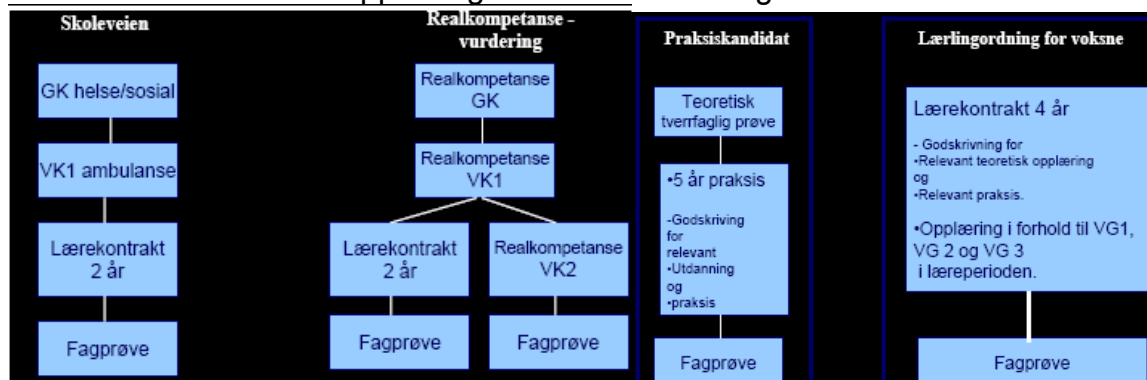 Skoleveien
GK helse/sosial
VK1 ambulanse
Lærekontrakt
2 år
Fagprøve
Realkompetanse -
vurdering
Realkompetanse
GK
Realkompetanse
VK1
Lærekontrakt
2 år
Fagprøve
Realkompetanse
VK2
Fagprøve
Praksiskandidat
Teoretisk
tverrfaglig prøve
•5 år praksis
-Godskriving
for
relevant
•Utdanning
og
•praksis
Fagprøve
Lærlingordning for voksne
Lærekontrakt 4 år
- Godskrivning for
•Relevant teoretisk opplæring
og
•Relevant praksis.
•Opplæring i forhold til VG1,
VG 2 og VG 3
i læreperioden.
Fagprøve